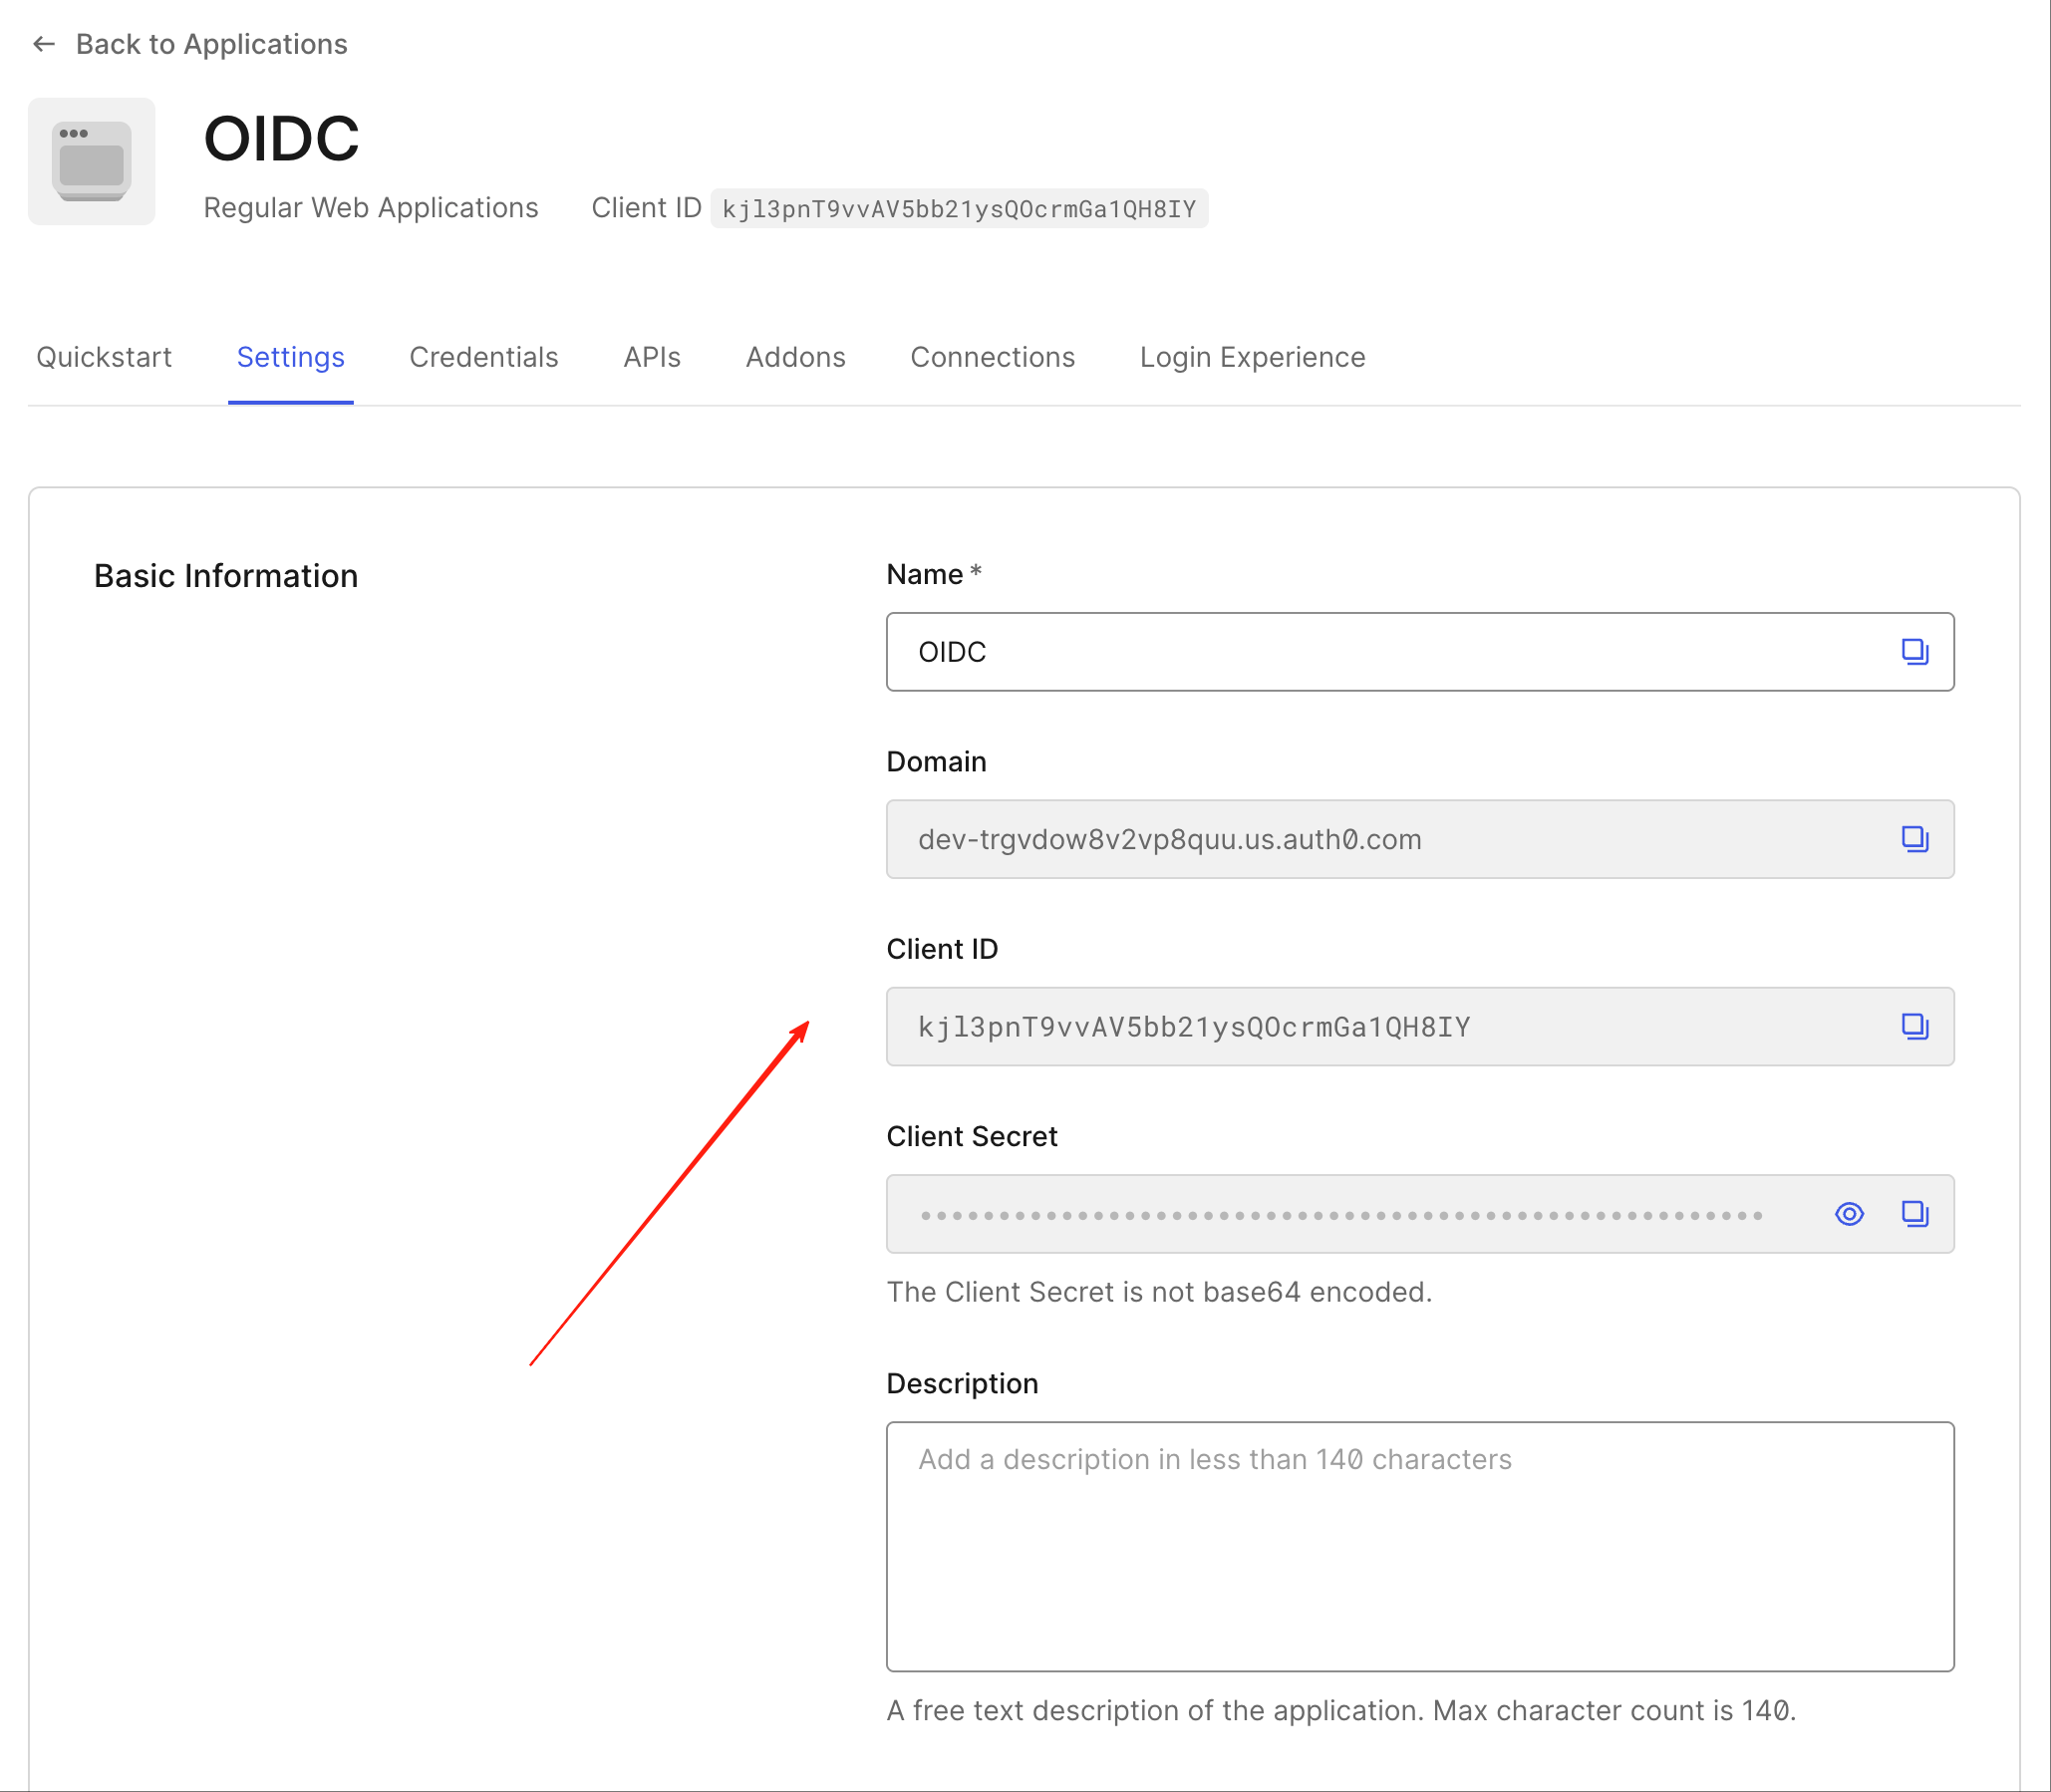 Back to Applications
OIDC
Regular Web Applications Client ID kjl3pnT9vvAV5bb21ysQOcrmGa1QH8IY
Quickstart Settings Credentials APIs Addons Connections Login Experience
Basic Information
Name *
OIDC
Domain
dev-trgvdow8v2vp8quu.us.auth0.com
Client ID
kjl3pnT9vvAV5bb21ysQOcrmGa1QH8IY
Client Secret
The Client Secret is not base64 encoded.
Description
Add a description in less than 140 characters
A free text description of the application. Max character count is 140.